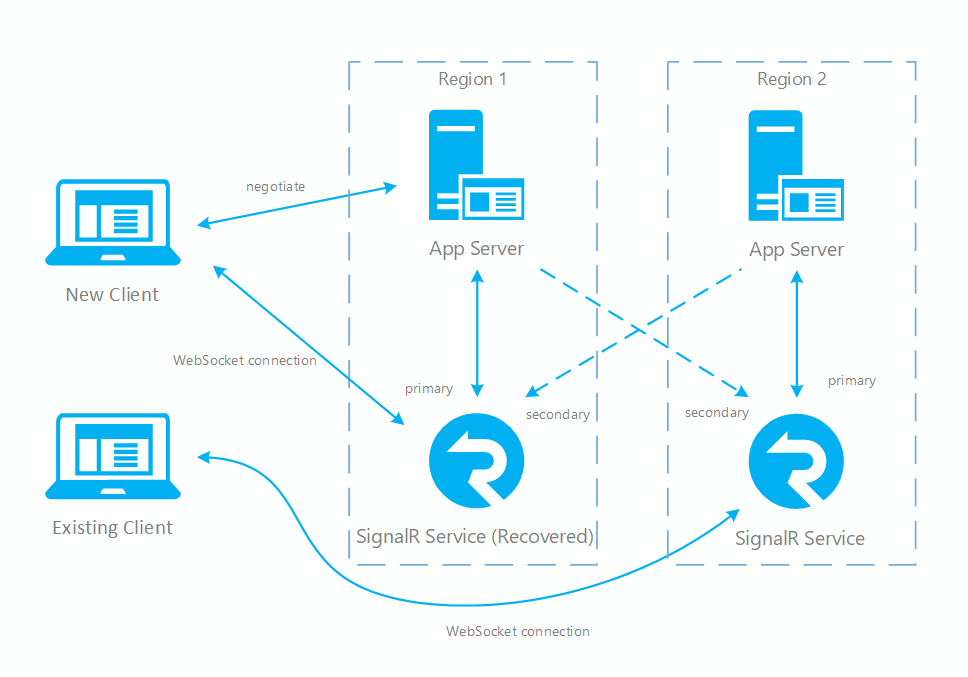 Region 1
Region 2
negotiate
App Server
App Server
New Client
WebSocket connection
primary
primary
secondary
secondary
Existing Client
SignalR Service (Recovered)
SignalR Service
WebSocket connection